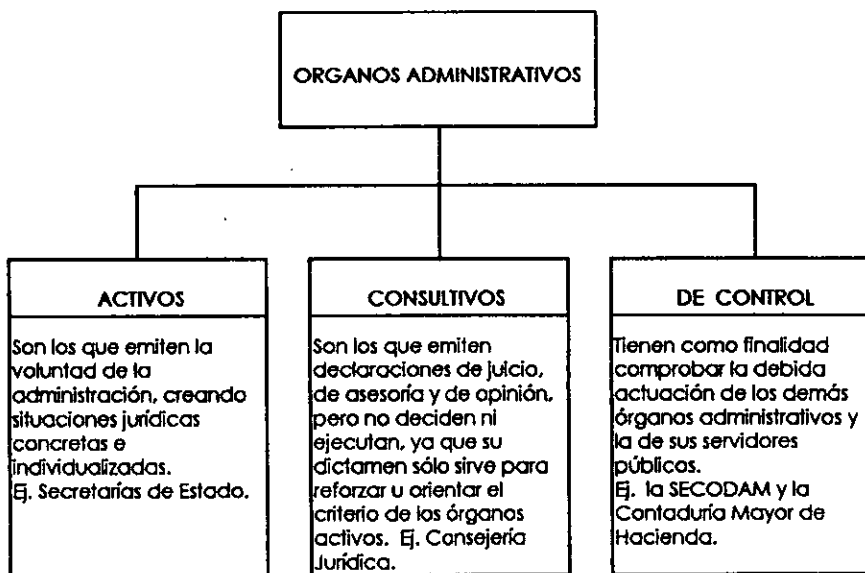 ORGANOS ADMINISTRATIVOS
ACTIVOS
Son los que emiten la
voluntad de la
administración, creando
situaciones jurídicas
concretas e
individualizadas.
Ej. Secretarías de Estado.
CONSULTIVOS
Son los que emiten
declaraciones de juicio,
de asesoría y de opinión,
pero no deciden ni
ejecutan, ya que su
dictamen sólo sirve para
reforzar u orientar el
criterio de los órganos
activos. Ej. Consejería
Jurídica.
DE CONTROL
Tienen como finalidad
comprobar la debida
actuación de los demás
órganos administrativos y
la de sus servidores
públicos.
Ej. la SECODAM y la
Contaduría Mayor de
Hacienda.